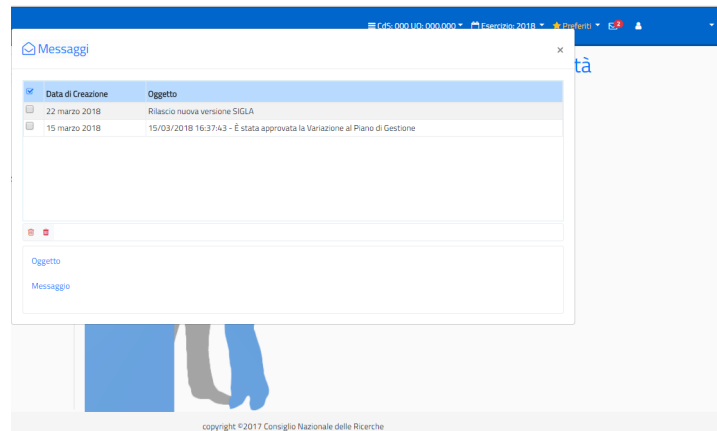 CdS: 000 UO: 000.000 Esercizio: 2018 Preferiti 2
Messaggi ×
tà
Data di Creazione Oggetto
22 marzo 2018 Rilascio nuova versione SIGLA
15 marzo 2018 15/03/2018 16:37:43 - È stata approvata la Variazione al Piano di Gestione
Oggetto
Messaggio
copyright ©2017 Consiglio Nazionale delle Ricerche